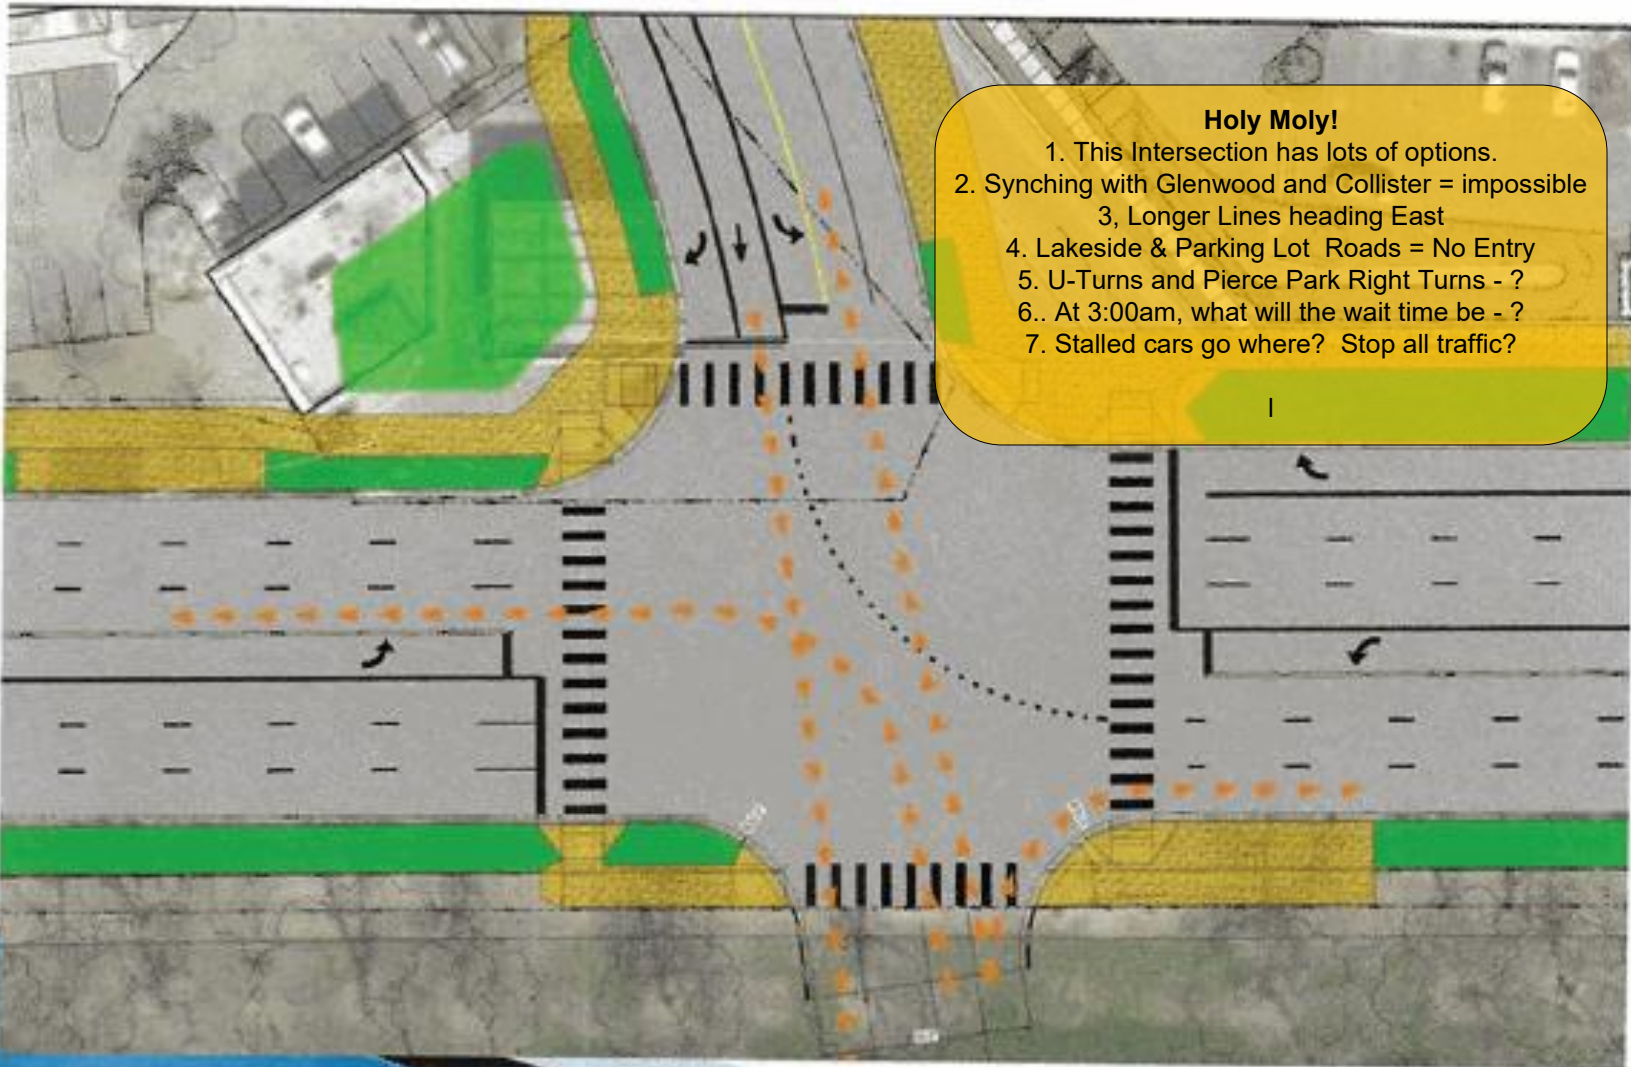 Holy Moly!
1. This Intersection has lots of options.
2. Synching with Glenwood and Collister = impossible
3, Longer Lines heading East
4. Lakeside & Parking Lot Roads = No Entry
5. U-Turns and Pierce Park Right Turns - ?
6.. At 3:00am, what will the wait time be - ?
7. Stalled cars go where? Stop all traffic?
I